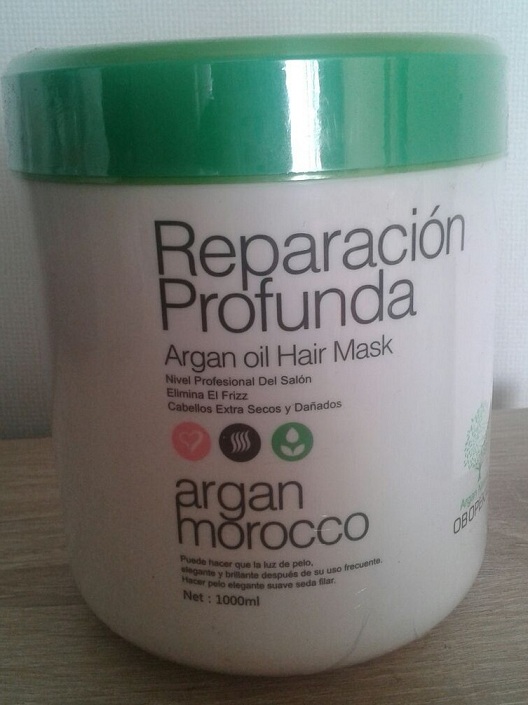 Reparación
Profunda
Argan oil Hair Mask
Nivel Profesional Del Salón
Elimina El Frizz
Cabellos Extra Secos y Dañados
argan
morocco
Puede hacer que la luz de pelo,
elegante y brillante después de su uso frecuente.
Hacer pelo elegante suave seda filar.
Net : 1000ml
Argan